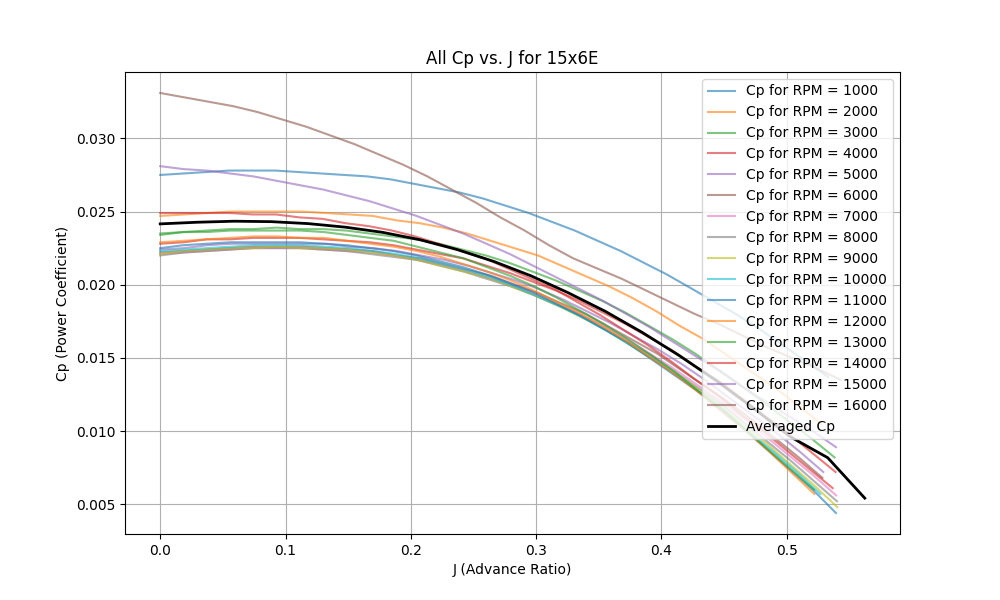 All Cp vs. J for 15x6E
Cp (Power Coefficient)
0.030
0.025
0.020
0.015
0.010
0.005
0.0 0.1 0.2 0.3 0.4 0.5
J (Advance Ratio)
Cp for RPM = 1000
Cp for RPM = 2000
Cp for RPM = 3000
Cp for RPM = 4000
Cp for RPM = 5000
Cp for RPM = 6000
Cp for RPM = 7000
Cp for RPM = 8000
Cp for RPM = 9000
Cp for RPM = 10000
Cp for RPM = 11000
Cp for RPM = 12000
Cp for RPM = 13000
Cp for RPM = 14000
Cp for RPM = 15000
Cp for RPM = 16000
Averaged Cp